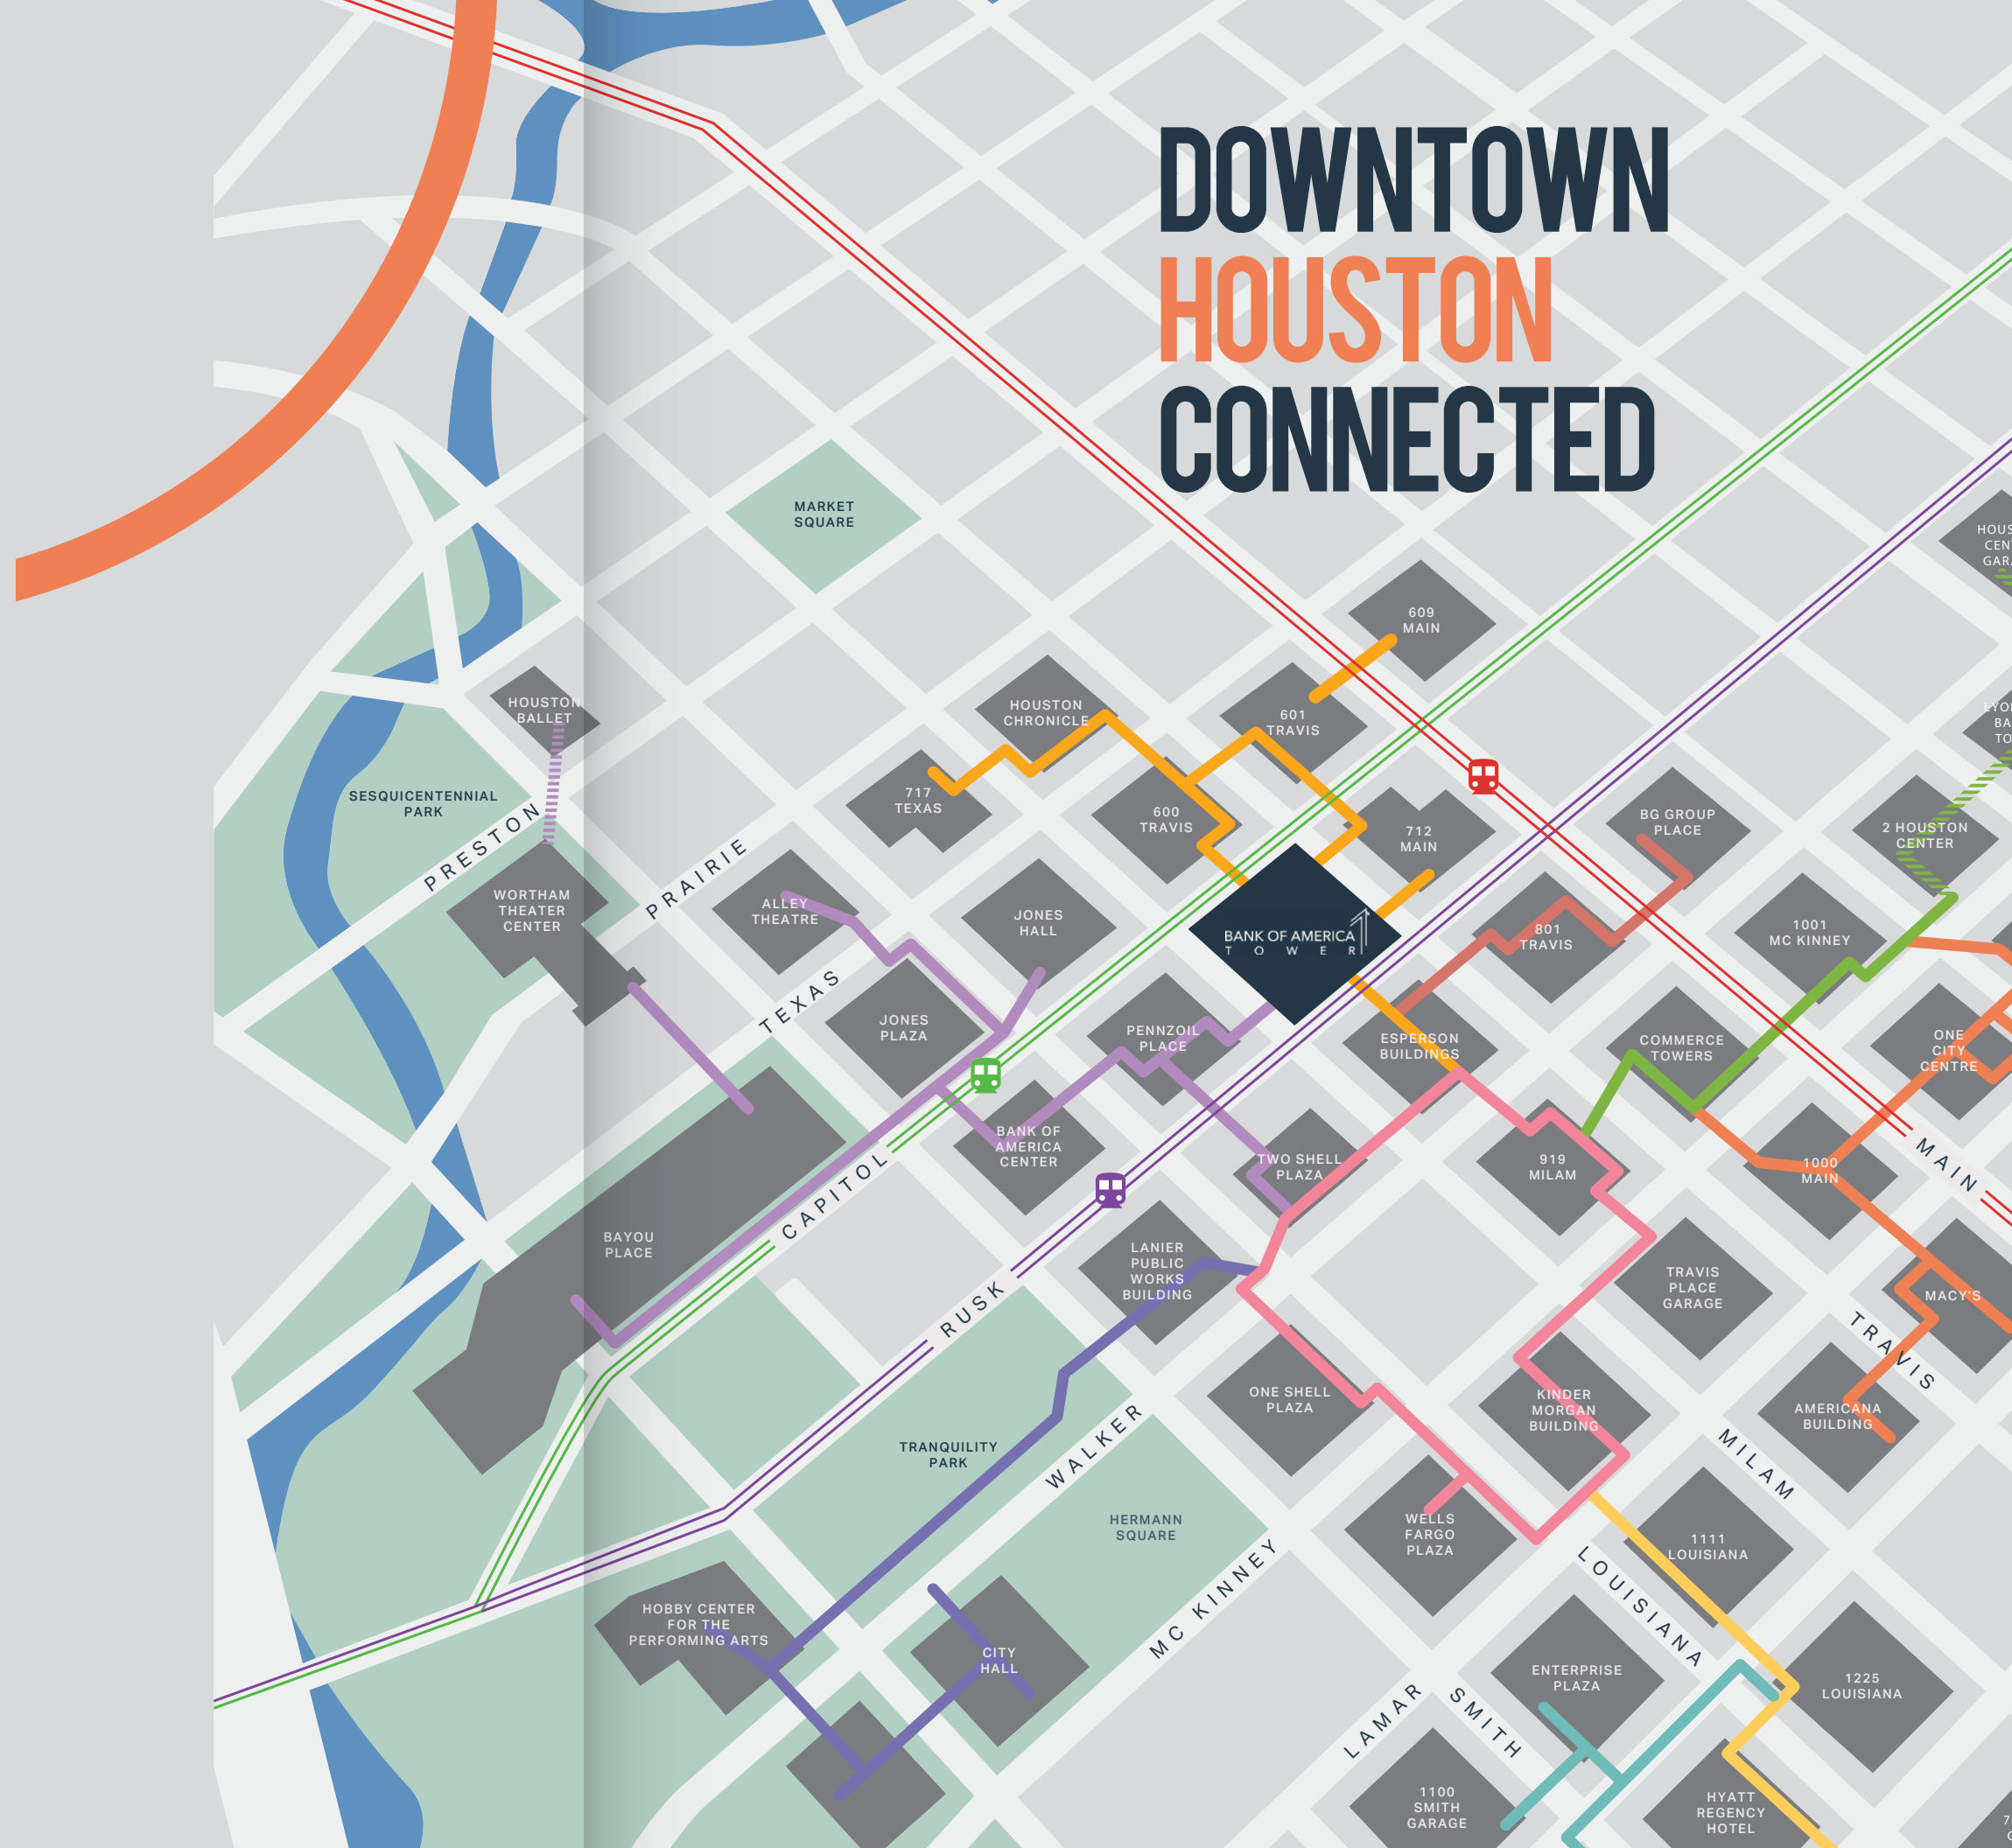 DOWNTOWN
HOUSTON
CONNECTED
MARKET
SQUARE
609
MAIN
HOUSTON
BALLET
HOUSTON
CHRONICLE
601
TRAVIS
SESQUICENTENNIAL
PARK
717
TEXAS
600
TRAVIS
712
MAIN
BG GROUP
PLACE
2 HOUSTON
CENTER
PRESTON
PRAIRIE
WORTHAM
THEATER
CENTER
ALLEY
THEATRE
JONES
HALL
BANK OF AMERICA
TOWER
801
TRAVIS
1001
MC KINNEY
TEXAS
JONES
PLAZA
PENNZOIL
PLACE
ESPERSON
BUILDINGS
COMMERCE
TOWERS
ONE
CITY
CENTRE
BANK OF
AMERICA
CENTER
TWO SHELL
PLAZA
919
MILAM
1000
MAIN
MAIN
CAPITOL
BAYOU
PLACE
LANIER
PUBLIC
WORKS
BUILDING
TRAVIS
PLACE
GARAGE
MACY'S
RUSK
TRAVIS
ONE SHELL
PLAZA
KINDER
MORGAN
BUILDING
AMERICANA
BUILDING
TRANQUILITY
PARK
WALKER
MILAM
HERMANN
SQUARE
WELLS
FARGO
PLAZA
1111
LOUISIANA
MC KINNEY
LOUISIANA
HOBBY CENTER
FOR THE
PERFORMING ARTS
CITY
HALL
ENTERPRISE
PLAZA
1225
LOUISIANA
LAMAR
SMITH
1100
SMITH
GARAGE
HYATT
REGENCY
HOTEL